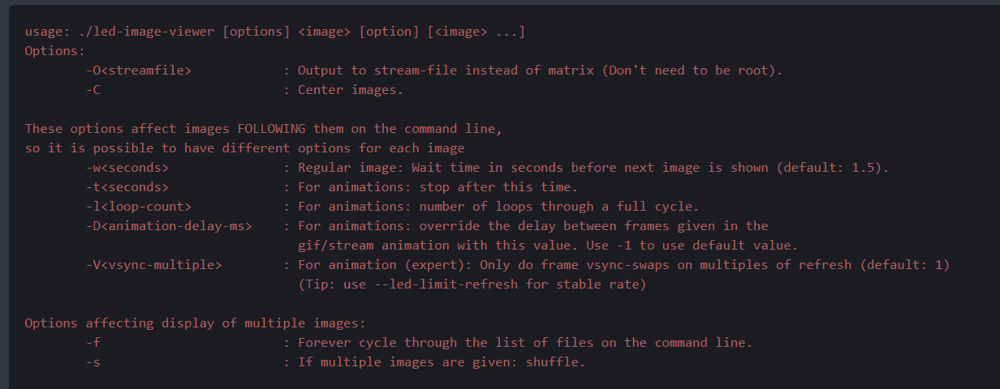 usage: ./led-image-viewer [options] <image> [option] [<image> ...]
Options:
        -O<streamfile>            : Output to stream-file instead of matrix (Don't need to be root).
        -C                        : Center images.

These options affect images FOLLOWING them on the command line,
so it is possible to have different options for each image
        -w<seconds>               : Regular image: Wait time in seconds before next image is shown (default: 1.5).
        -t<seconds>               : For animations: stop after this time.
        -l<loop-count>            : For animations: number of loops through a full cycle.
        -D<animation-delay-ms>    : For animations: override the delay between frames given in the
                                    gif/stream animation with this value. Use -1 to use default value.
        -V<vsync-multiple>        : For animation (expert): Only do frame vsync-swaps on multiples of refresh (default: 1)
                                    (Tip: use --led-limit-refresh for stable rate)

Options affecting display of multiple images:
        -f                        : Forever cycle through the list of files on the command line.
        -s                        : If multiple images are given: shuffle.